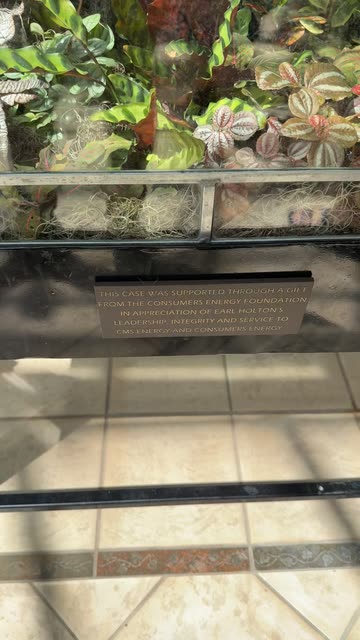 THIS CASE WAS SUPPORTED THROUGH A GIFT
FROM THE CONSUMERS ENERGY FOUNDATION
IN APPRECIATION OF EARL HOLTON'S
LEADERSHIP, INTEGRITY AND SERVICE TO
CMS ENERGY AND CONSUMERS ENERGY.